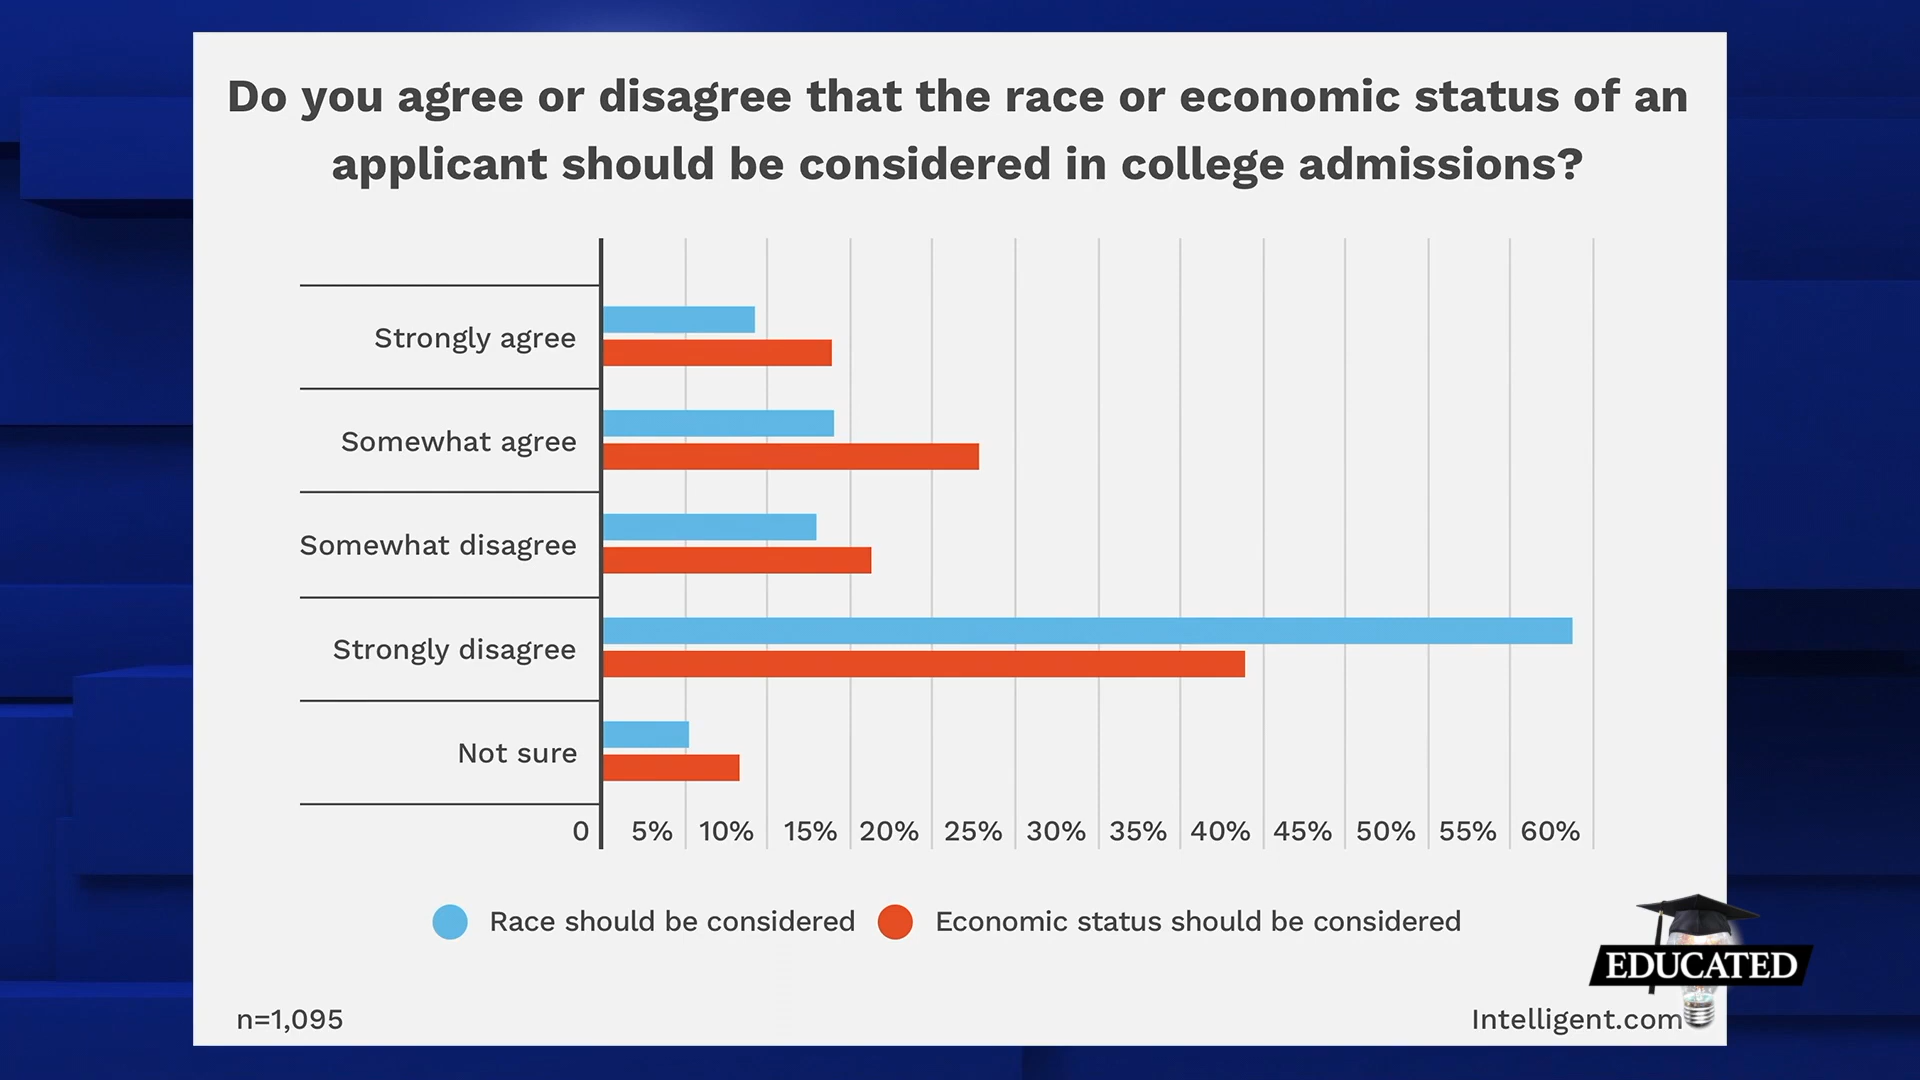 Do you agree or disagree that the race or economic status of an
applicant should be considered in college admissions?
Strongly agree
Somewhat agree
Somewhat disagree
Strongly disagree
Not sure
0 5% 10% 15% 20% 25% 30% 35% 40% 45% 50% 55% 60%
Race should be considered Economic status should be considered
EDUCATED
n=1,095 Intelligent.com